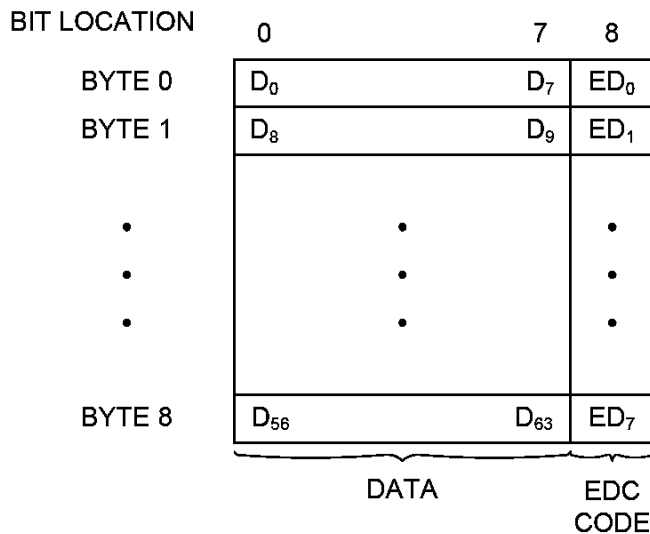 BIT LOCATION 0 7 8
BYTE 0 D₀ D₇ ED₀
BYTE 1 D₈ D₉ ED₁
BYTE 8 D₅₆ D₆₃ ED₇
DATA EDC
CODE